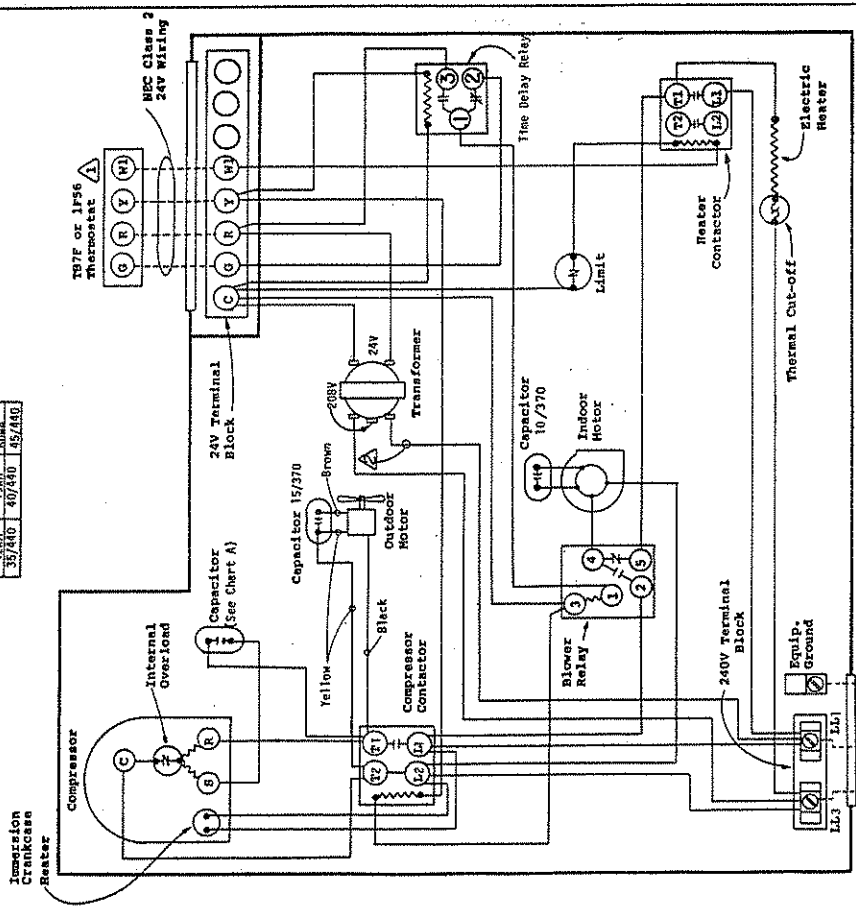 35/440 40/440 45/440
T87F or 1F56
Thermostat
1
G R Y W1
NEC Class 2
24V Wiring
C G R Y W1
24V Terminal
Block
3
2
1
Time Delay Relay
Immersion
Crankcase
Heater
Compressor
C
S R
Internal
Overload
Capacitor
(See Chart A)
Capacitor 15/370
Brown
Yellow
Outdoor
Motor
Black
208V
24V
Transformer
Compressor
Contactor
T2 T1
L2 L1
Capacitor
10/370
Indoor
Motor
Blower
Relay
3 4
1
2 5
Limit
T2 T1
L2 L1
Heater
Contactor
Electric
Heater
Thermal Cut-off
240V Terminal
Block
Equip.
Ground
LL3
LL1